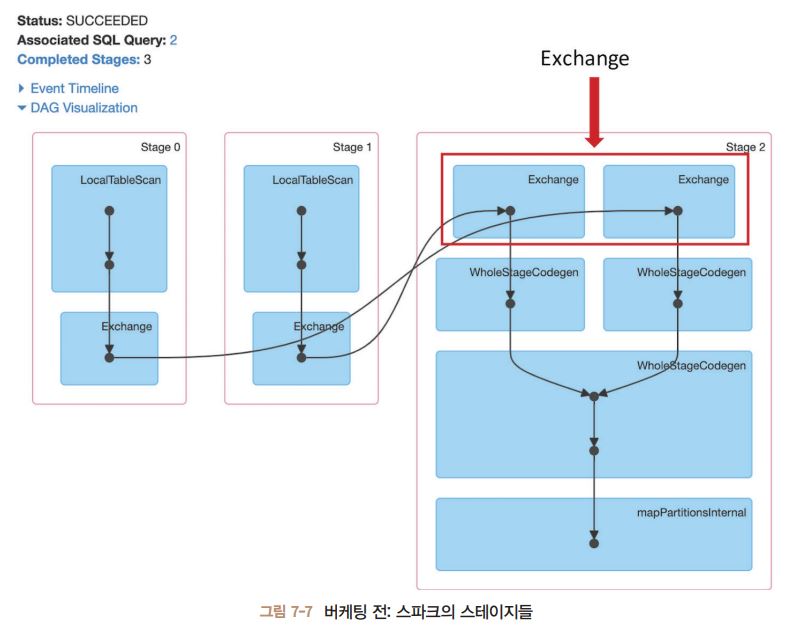 Status: SUCCEEDED
Associated SQL Query: 2
Completed Stages: 3
Event Timeline
DAG Visualization
Exchange
Stage 0
LocalTableScan
Exchange
Stage 1
LocalTableScan
Exchange
Stage 2
Exchange
Exchange
WholeStageCodegen
WholeStageCodegen
WholeStageCodegen
mapPartitionsInternal
그림 7-7 버케팅 전: 스파크의 스테이지들